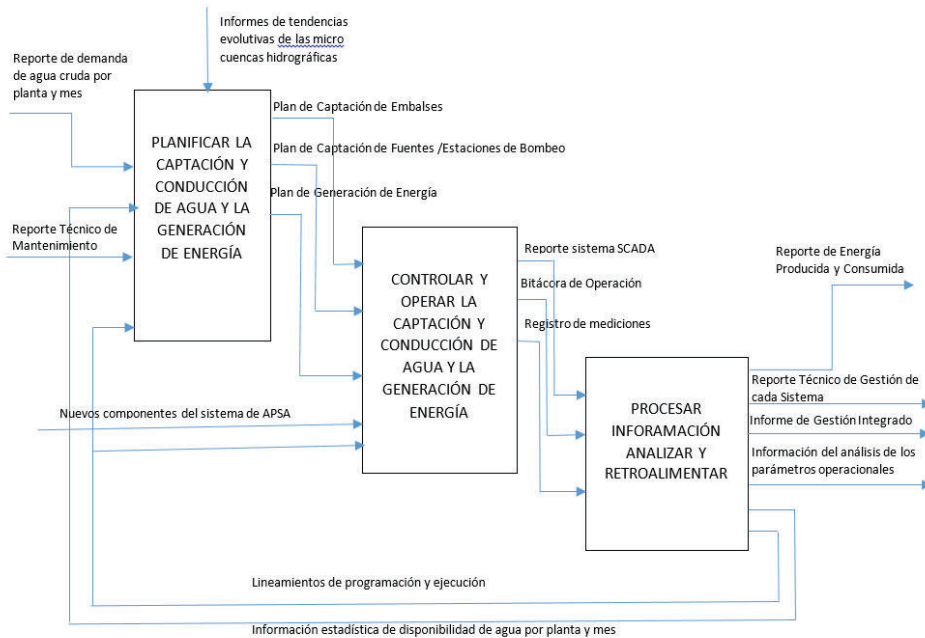 Informes de tendencias
evolutivas de las micro
cuencas hidrográficas
Reporte de demanda
de agua cruda por
planta y mes
Reporte Técnico de
Mantenimiento
PLANIFICAR LA
CAPTACIÓN Y
CONDUCCIÓN
DE AGUA Y LA
GENERACIÓN
DE ENERGÍA
Plan de Captación de Embalses
Plan de Captación de Fuentes /Estaciones de Bombeo
Plan de Generación de Energía
Nuevos componentes del sistema de APSA
CONTROLAR Y
OPERAR LA
CAPTACIÓN Y
CONDUCCIÓN DE
AGUA Y LA
GENERACIÓN DE
ENERGÍA
Reporte sistema SCADA
Bitácora de Operación
Registro de mediciones
PROCESAR
INFORAMACIÓN
ANALIZAR Y
RETROALIMENTAR
Reporte de Energía
Producida y Consumida
Reporte Técnico de Gestión de
cada Sistema
Informe de Gestión Integrado
Información del análisis de los
parámetros operacionales
Lineamientos de programación y ejecución
Información estadística de disponibilidad de agua por planta y mes